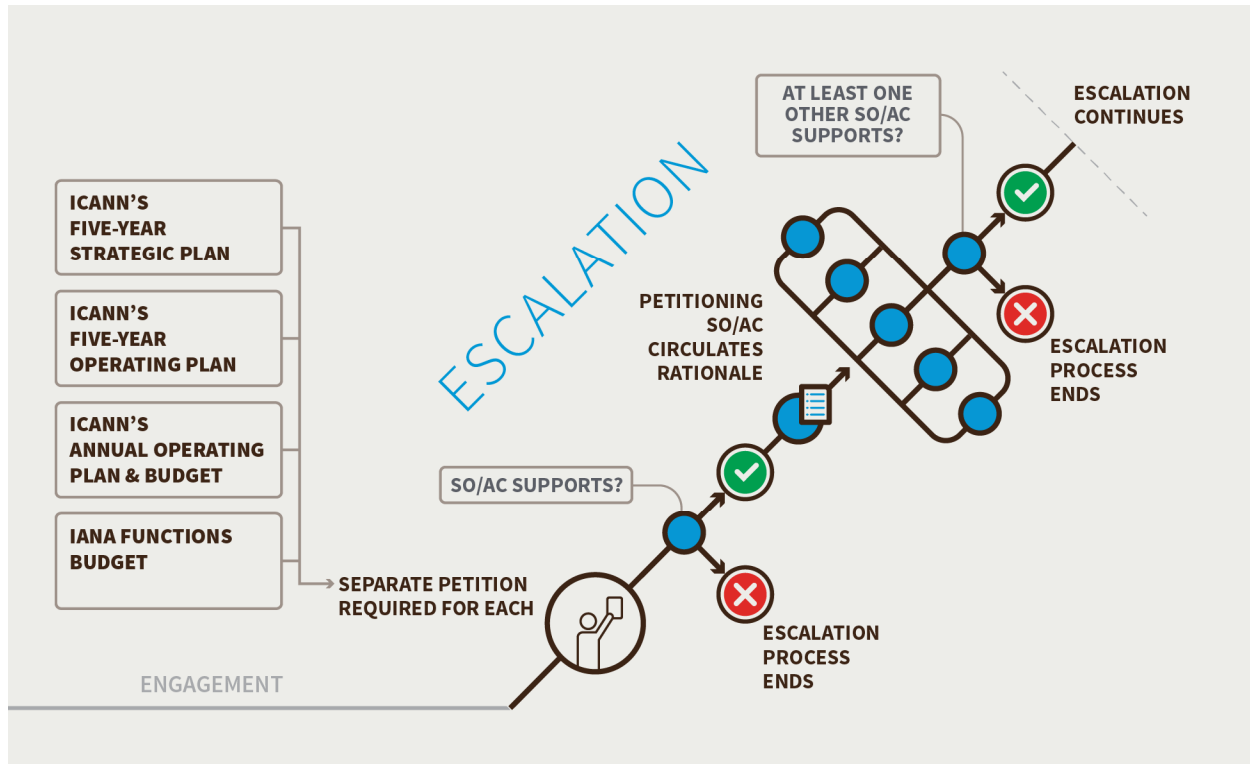 ICANN’S
FIVE-YEAR
STRATEGIC PLAN
ICANN’S
FIVE-YEAR
OPERATING PLAN
ICANN’S
ANNUAL OPERATING
PLAN & BUDGET
IANA FUNCTIONS
BUDGET
SEPARATE PETITION
REQUIRED FOR EACH
ENGAGEMENT
ESCALATION
SO/AC SUPPORTS?
ESCALATION
PROCESS
ENDS
PETITIONING
SO/AC
CIRCULATES
RATIONALE
AT LEAST ONE
OTHER SO/AC
SUPPORTS?
ESCALATION
PROCESS
ENDS
ESCALATION
CONTINUES